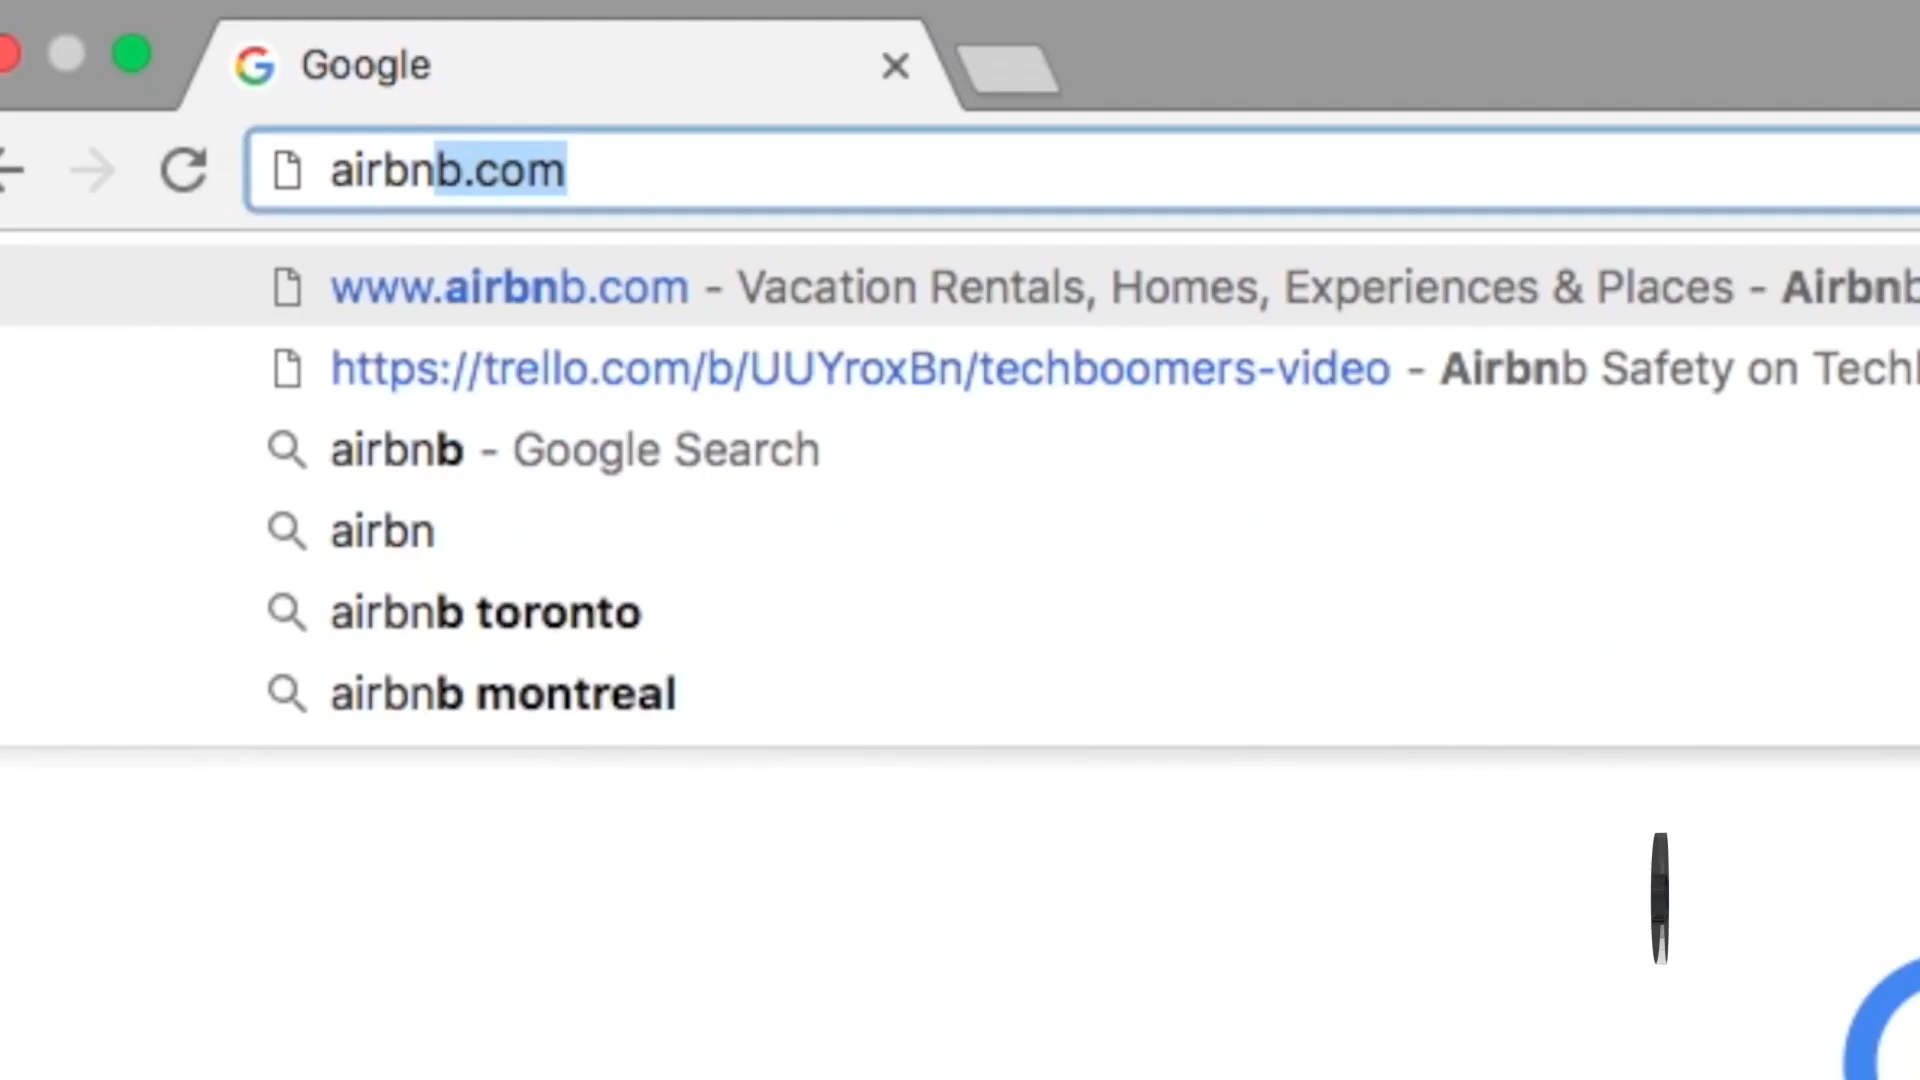 Google
airbnb.com
www.airbnb.com - Vacation Rentals, Homes, Experiences & Places - Airbnb
https://trello.com/b/UUYroxBn/techboomers-video - Airbnb Safety on
airbnb - Google Search
airbn
airbnb toronto
airbnb montreal